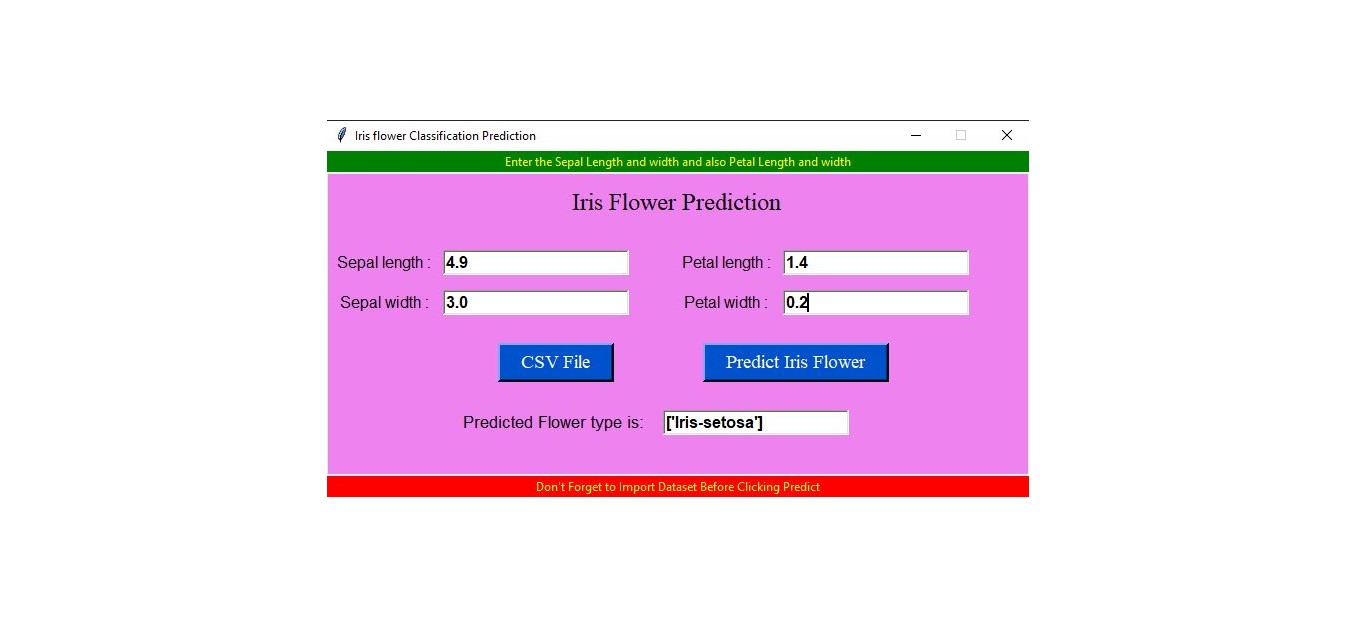 Iris flower Classification Prediction
Enter the Sepal Length and width and also Petal Length and width
Iris Flower Prediction
Sepal length : 4.9 Petal length : 1.4
Sepal width : 3.0 Petal width : 0.2
CSV File Predict Iris Flower
Predicted Flower type is: ['Iris-setosa']
Don't Forget to Import Dataset Before Clicking Predict